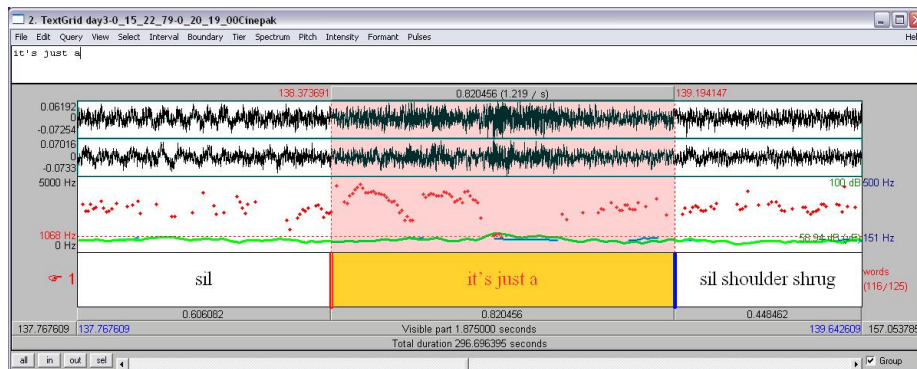 2. TextGrid day3-0_15_22_79-0_20_19_00Cinepak
File Edit Query View Select Interval Boundary Tier Spectrum Pitch Intensity Formant Pulses Hel
it's just a
138.373691 0.820456 (1.219 / s) 139.194147
0.06192
0
-0.07254
0.07016
0
-0.0733
5000 Hz 100 dB 500 Hz
1068 Hz 151 Hz
0 Hz
1 sil it's just a sil shoulder shrug words
(116/125)
0.606082 0.820456 0.448462
137.767609 137.767609 Visible part 1.875000 seconds 139.642609 157.053785
Total duration 296.696395 seconds
all in out sel Group